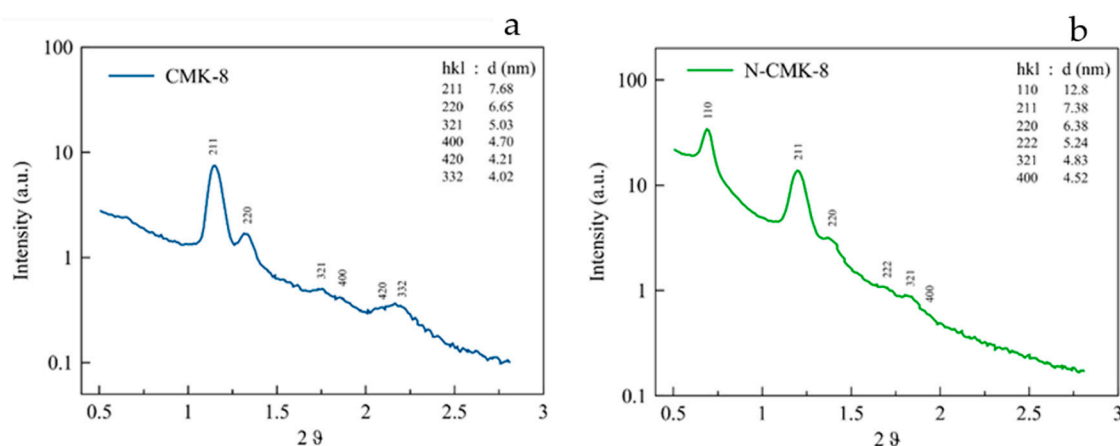 a
100
10
1
0.1
Intensity (a.u.)
CMK-8
hkl : d (nm)
211 7.68
220 6.65
321 5.03
400 4.70
420 4.21
332 4.02
211
220
321
400
420
332
0.5 1 1.5 2 2.5 3
2 ϑ
b
100
10
1
0.1
Intensity (a.u.)
N-CMK-8
hkl : d (nm)
110 12.8
211 7.38
220 6.38
222 5.24
321 4.83
400 4.52
110
211
220
222
321
400
0.5 1 1.5 2 2.5 3
2 ϑ